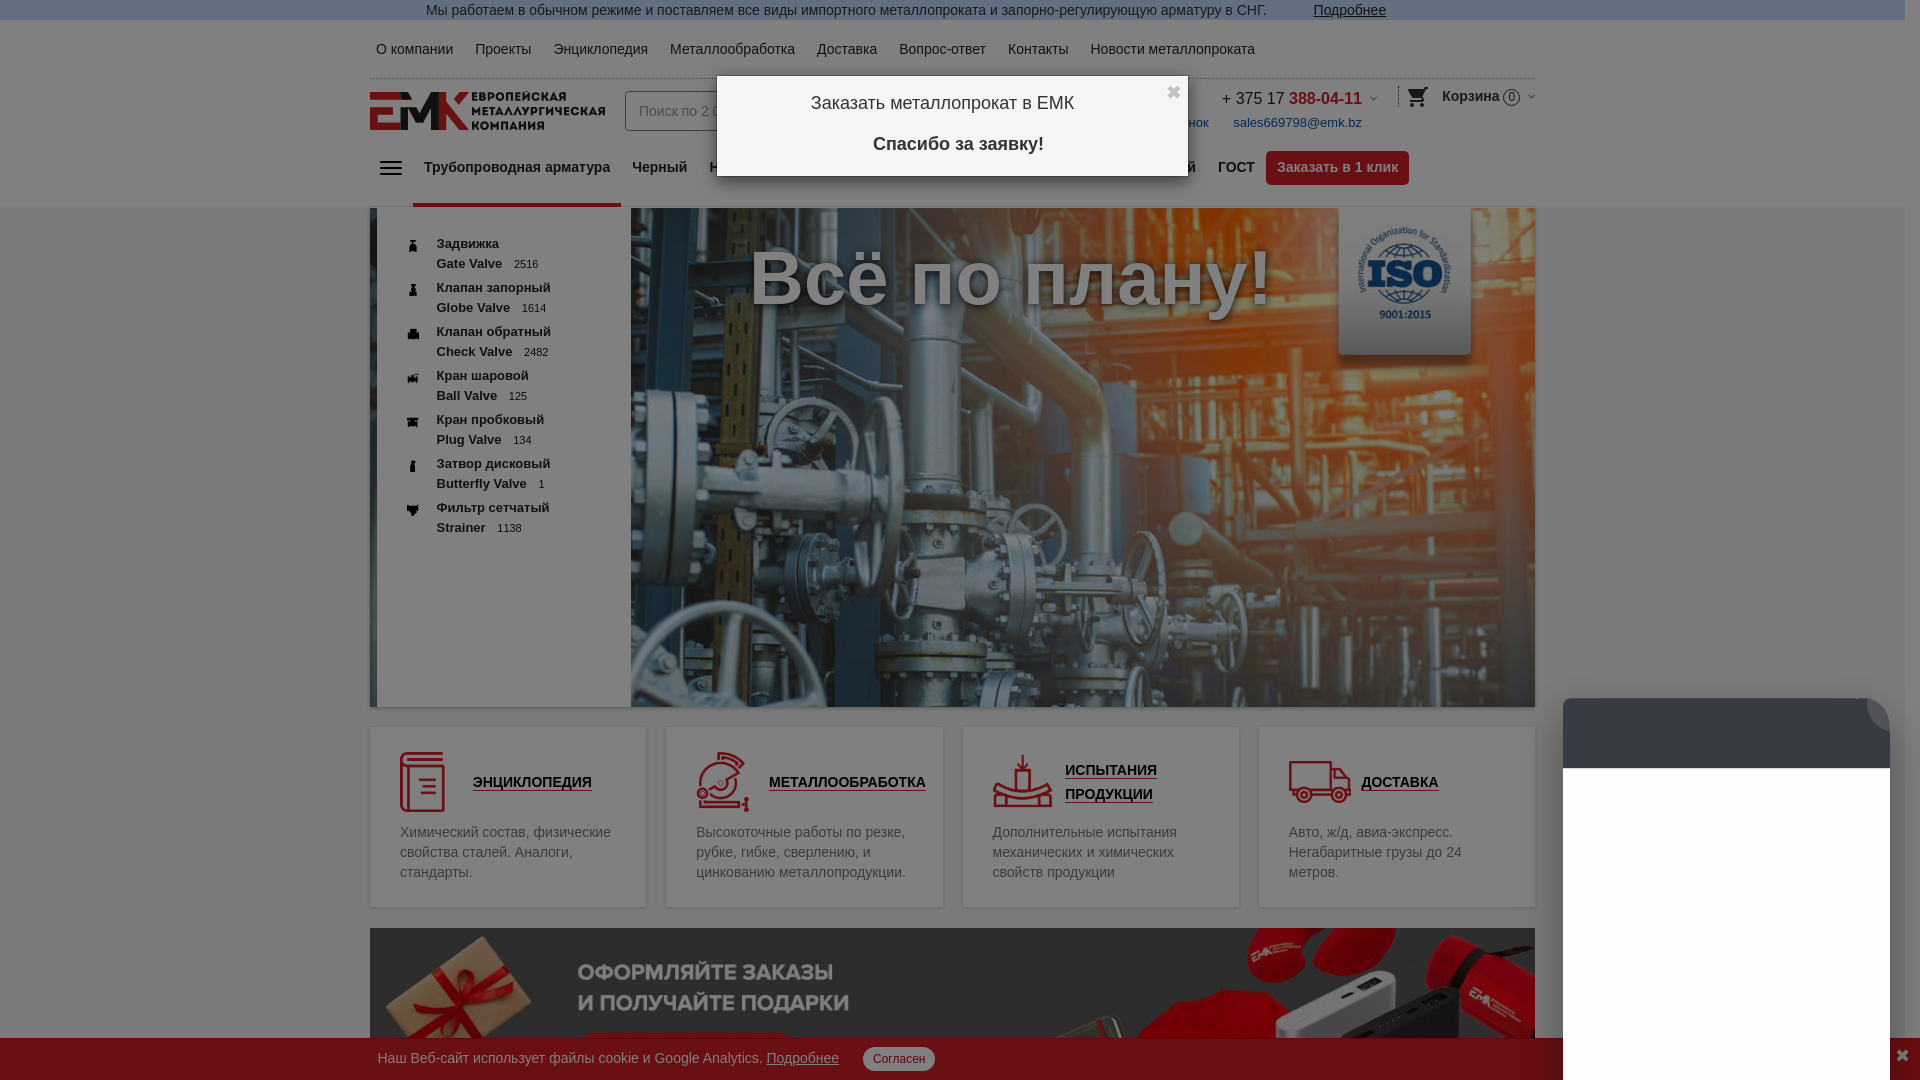 Мы работаем в обычном режиме и поставляем все виды импортного металлопроката и запорно-регулирующую арматуру в СНГ. Подробнее
О компании Проекты Энциклопедия Металлообработка Доставка Вопрос-ответ Контакты Новости металлопроката
ЕМК ЕВРОПЕЙСКАЯ
МЕТАЛЛУРГИЧЕСКАЯ
КОМПАНИЯ
Поиск по 2
Заказать металлопрокат в ЕМК
Спасибо за заявку!
+ 375 17 388-04-11
Корзина 0
sales669798@emk.bz
Трубопроводная арматура Черный ГОСТ Заказать в 1 клик
Задвижка
Gate Valve 2516
Клапан запорный
Globe Valve 1614
Клапан обратный
Check Valve 2482
Кран шаровой
Ball Valve 125
Кран пробковый
Plug Valve 134
Затвор дисковый
Butterfly Valve 1
Фильтр сетчатый
Strainer 1138
Всё по плану!
International Organization for Standardization
ISO
9001:2015
ЭНЦИКЛОПЕДИЯ
Химический состав, физические
свойства сталей. Аналоги,
стандарты.
МЕТАЛЛООБРАБОТКА
Высокоточные работы по резке,
рубке, гибке, сверлению, и
цинкованию металлопродукции.
ИСПЫТАНИЯ
ПРОДУКЦИИ
Дополнительные испытания
механических и химических
свойств продукции
ДОСТАВКА
Авто, ж/д, авиа-экспресс.
Негабаритные грузы до 24
метров.
ОФОРМЛЯЙТЕ ЗАКАЗЫ
И ПОЛУЧАЙТЕ ПОДАРКИ
Наш Веб-сайт использует файлы cookie и Google Analytics. Подробнее Согласен